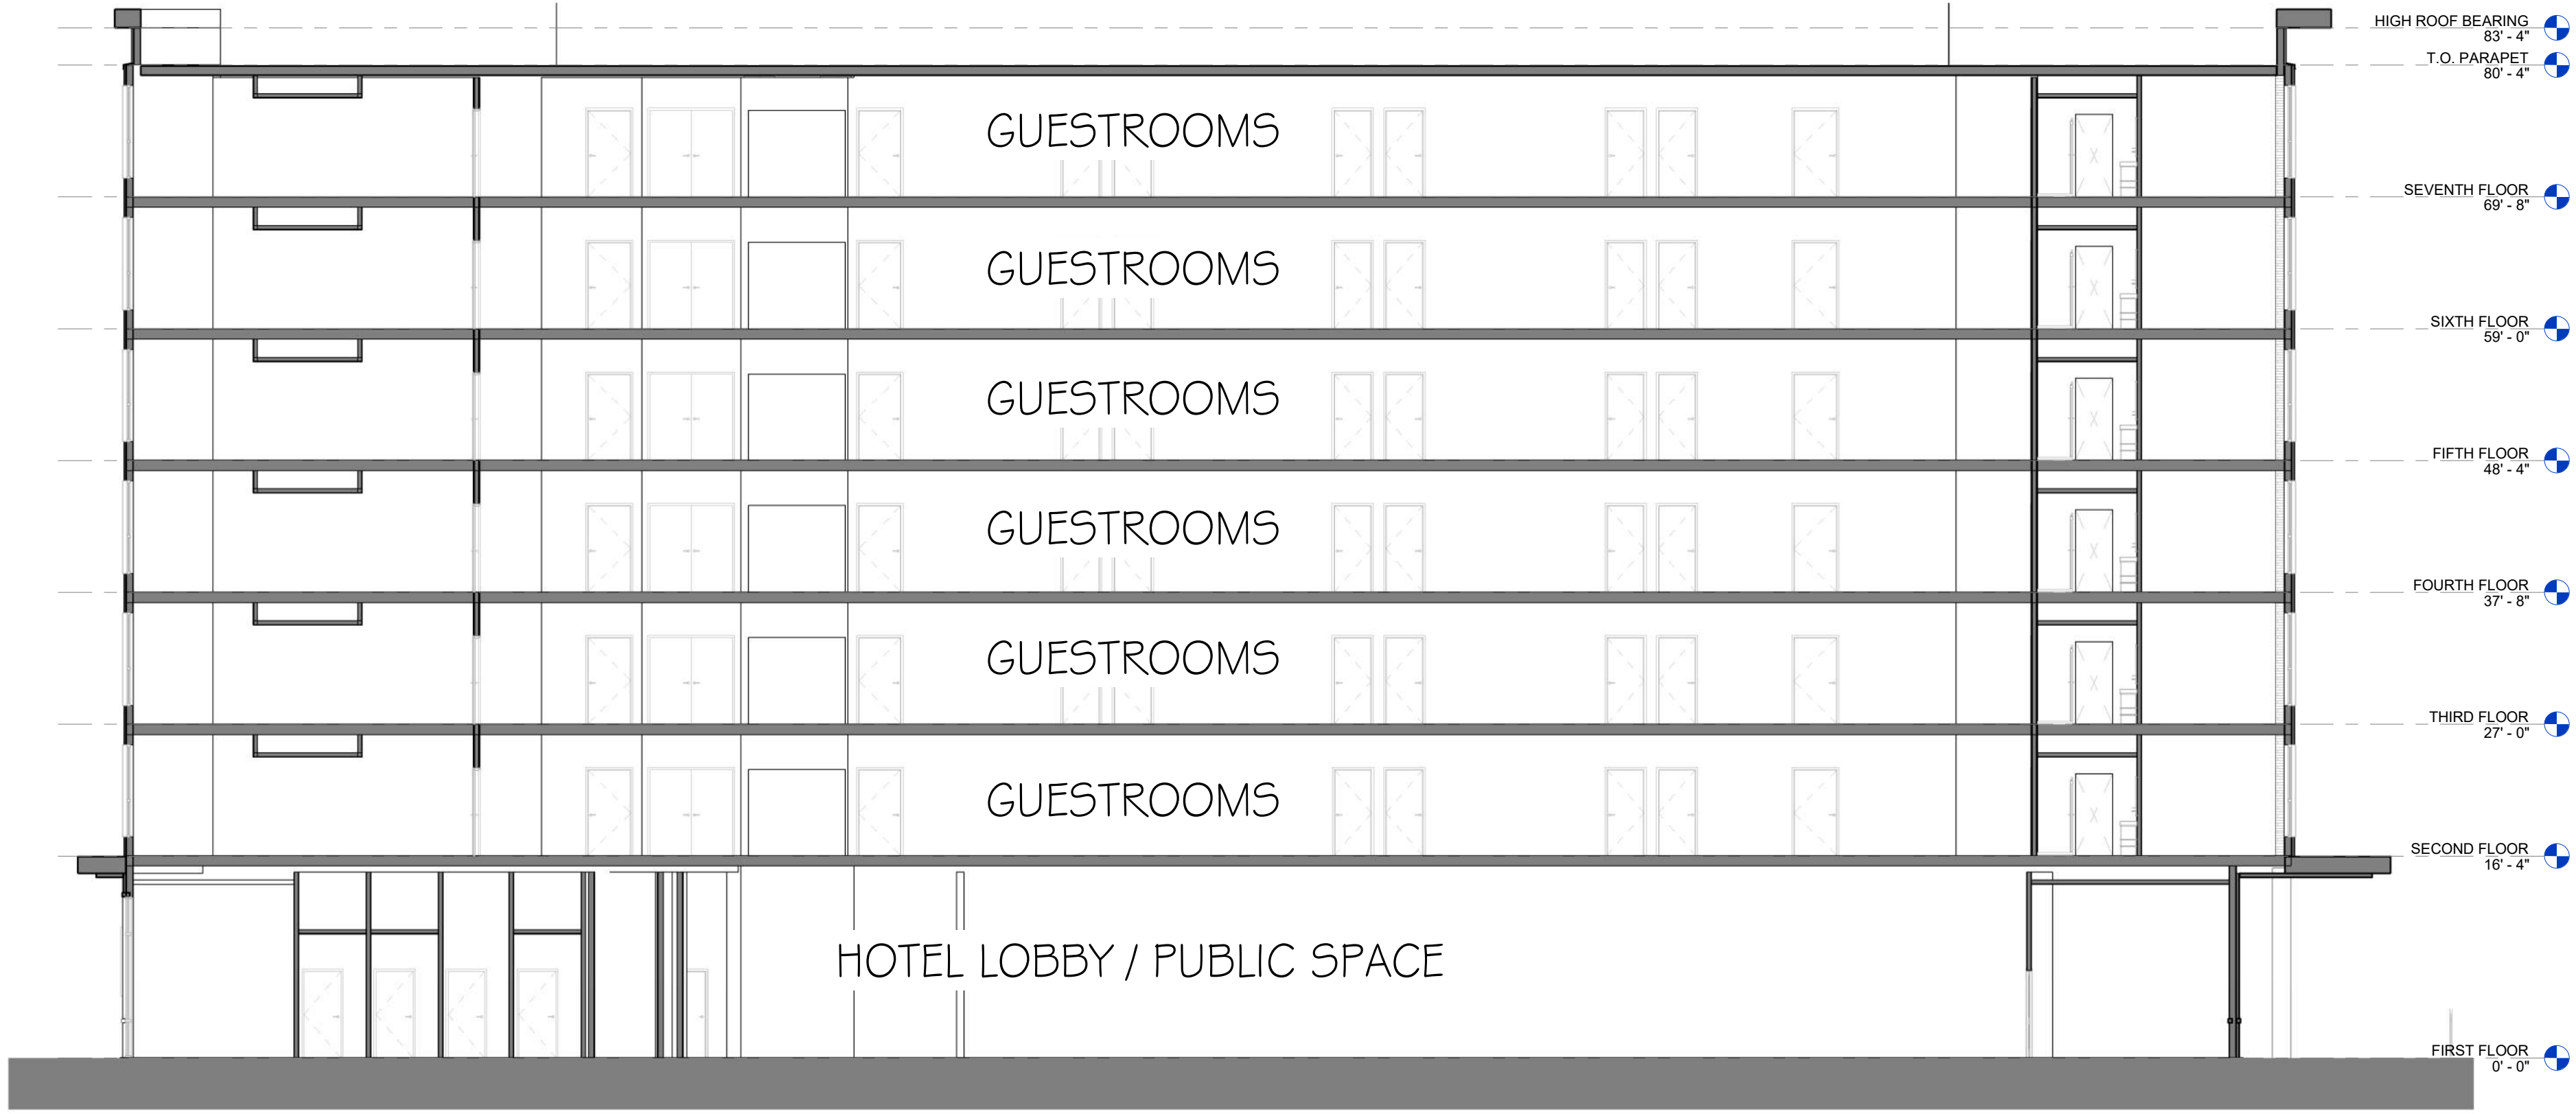 HIGH ROOF BEARING
83' - 4"
T.O. PARAPET
80' - 4"
GUESTROOMS
SEVENTH FLOOR
69' - 8"
GUESTROOMS
SIXTH FLOOR
59' - 0"
GUESTROOMS
FIFTH FLOOR
48' - 4"
GUESTROOMS
FOURTH FLOOR
37' - 8"
GUESTROOMS
THIRD FLOOR
27' - 0"
GUESTROOMS
SECOND FLOOR
16' - 4"
HOTEL LOBBY / PUBLIC SPACE
FIRST FLOOR
0' - 0"